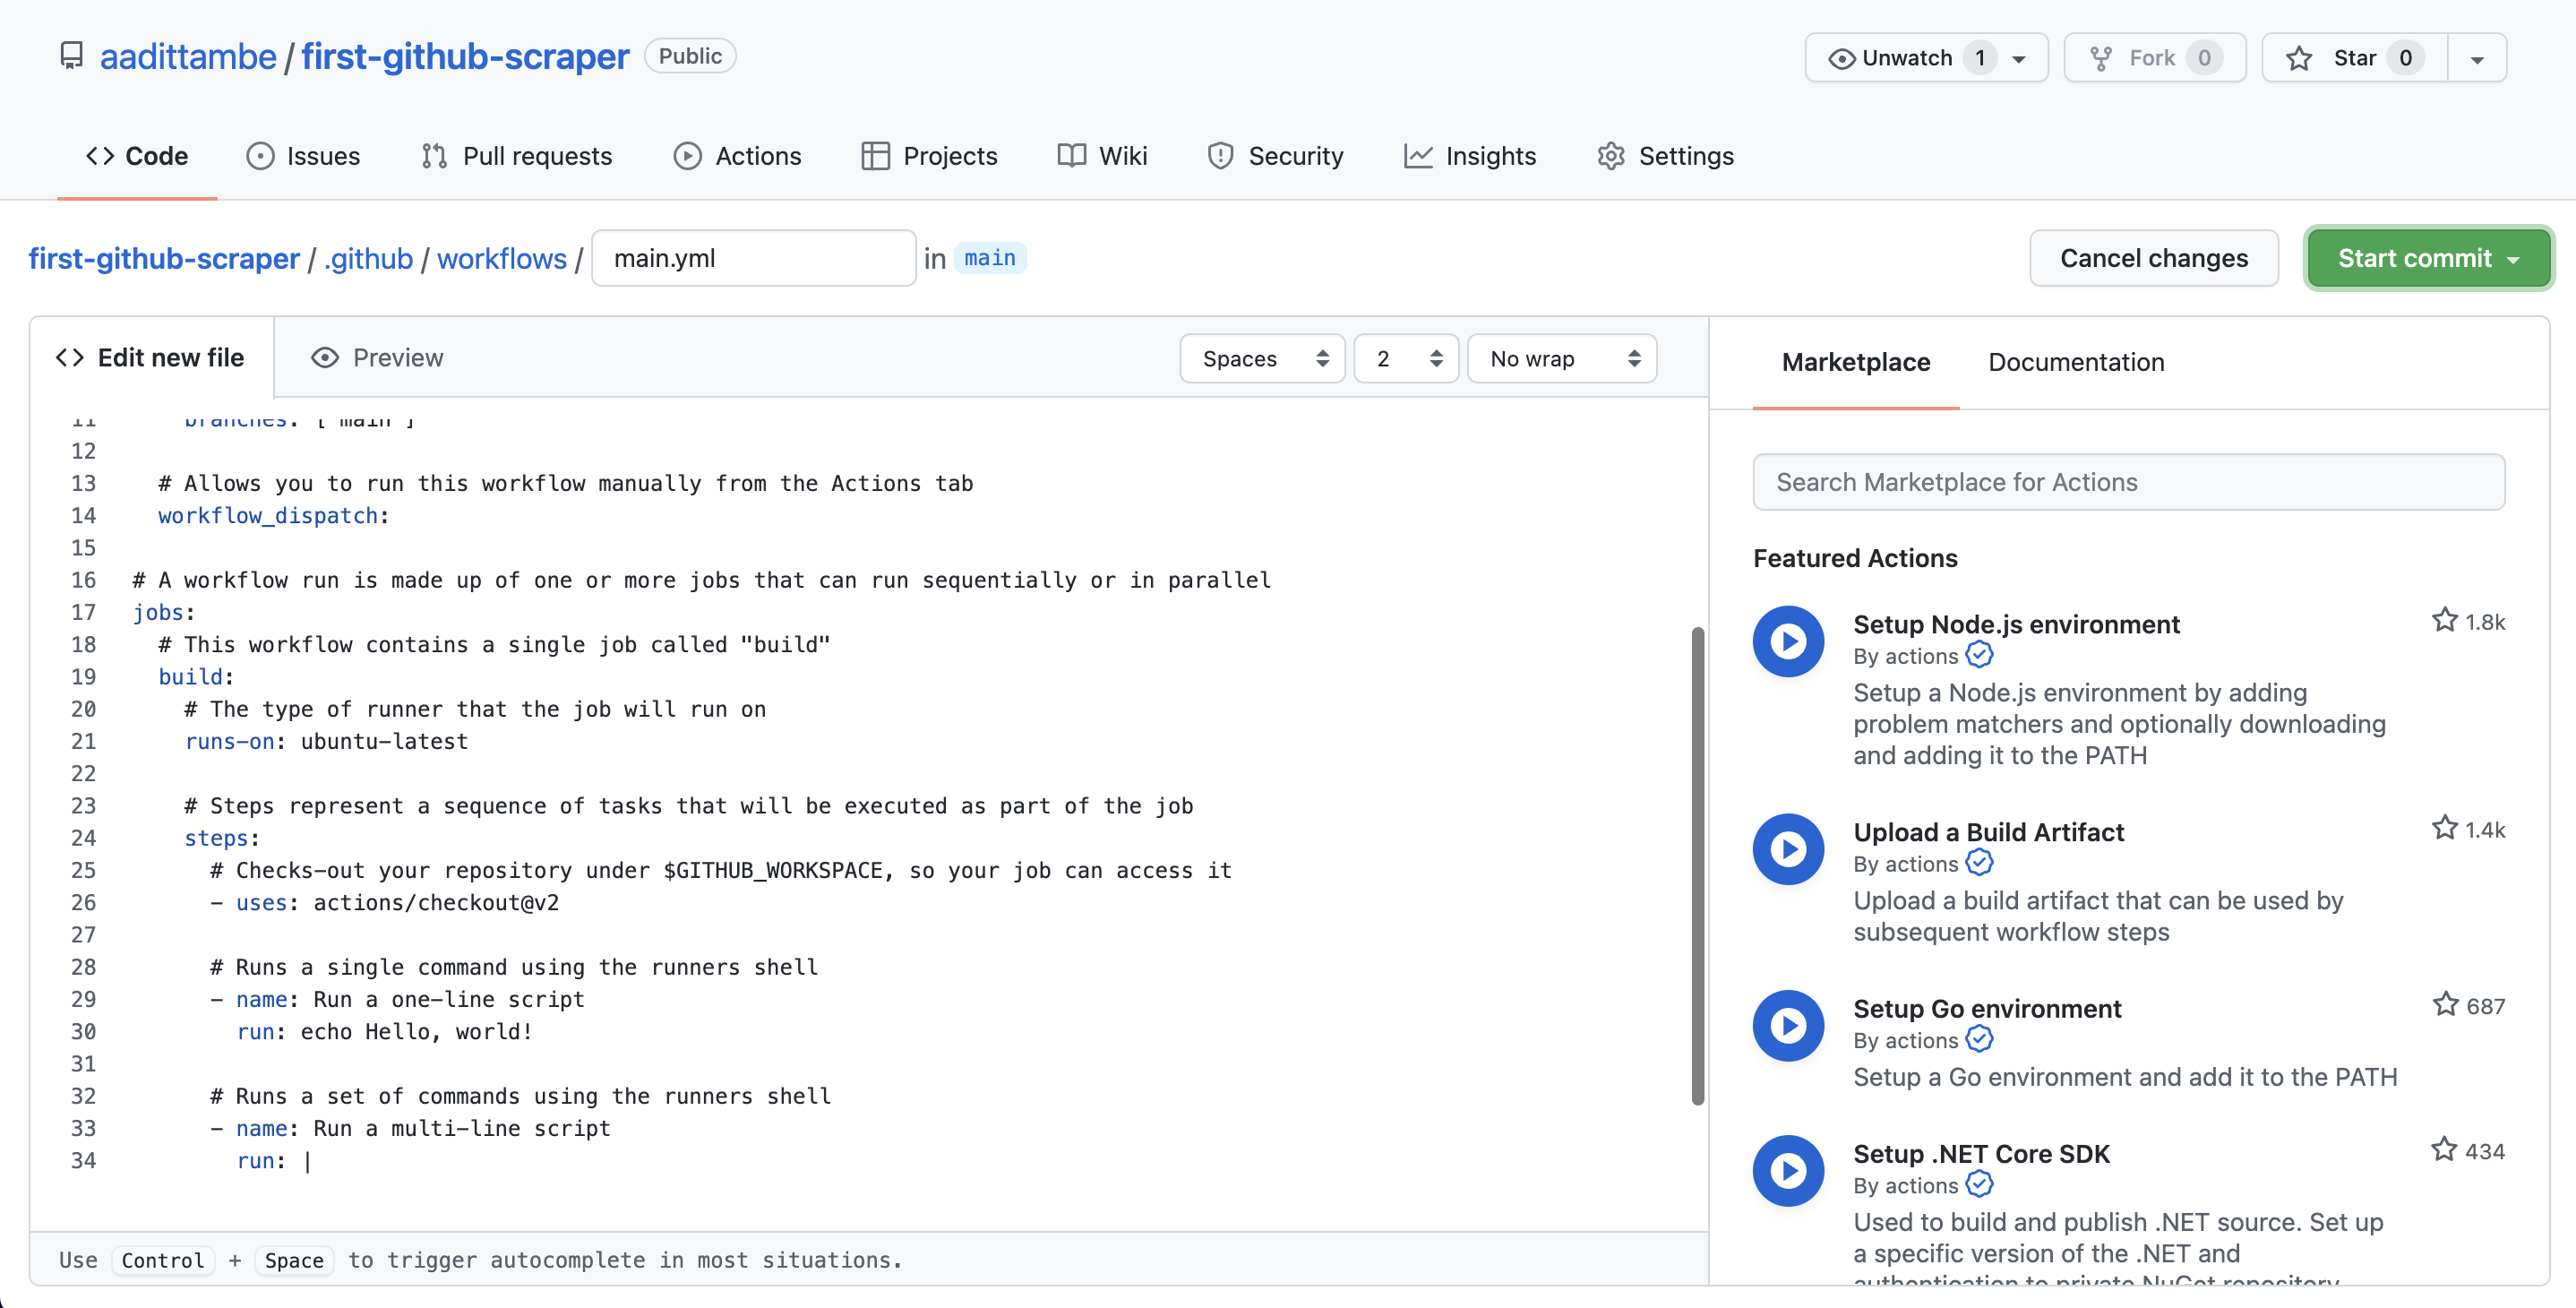 aadittambe / first-github-scraper Public
Unwatch 1 Fork 0 Star 0
Code Issues Pull requests Actions Projects Wiki Security Insights Settings
first-github-scraper / .github / workflows / main.yml in main
Cancel changes Start commit
Edit new file Preview
Spaces 2 No wrap
11 branches: [ main ]
12
13 # Allows you to run this workflow manually from the Actions tab
14 workflow_dispatch:
15
16 # A workflow run is made up of one or more jobs that can run sequentially or in parallel
17 jobs:
18 # This workflow contains a single job called "build"
19 build:
20 # The type of runner that the job will run on
21 runs-on: ubuntu-latest
22
23 # Steps represent a sequence of tasks that will be executed as part of the job
24 steps:
25 # Checks-out your repository under $GITHUB_WORKSPACE, so your job can access it
26 - uses: actions/checkout@v2
27
28 # Runs a single command using the runners shell
29 - name: Run a one-line script
30 run: echo Hello, world!
31
32 # Runs a set of commands using the runners shell
33 - name: Run a multi-line script
34 run: |
Use Control + Space to trigger autocomplete in most situations.
Marketplace Documentation
Search Marketplace for Actions
Featured Actions
Setup Node.js environment 1.8k
By actions
Setup a Node.js environment by adding
problem matchers and optionally downloading
and adding it to the PATH
Upload a Build Artifact 1.4k
By actions
Upload a build artifact that can be used by
subsequent workflow steps
Setup Go environment 687
By actions
Setup a Go environment and add it to the PATH
Setup .NET Core SDK 434
By actions
Used to build and publish .NET source. Set up
a specific version of the .NET and
authentication to private NuGet repository